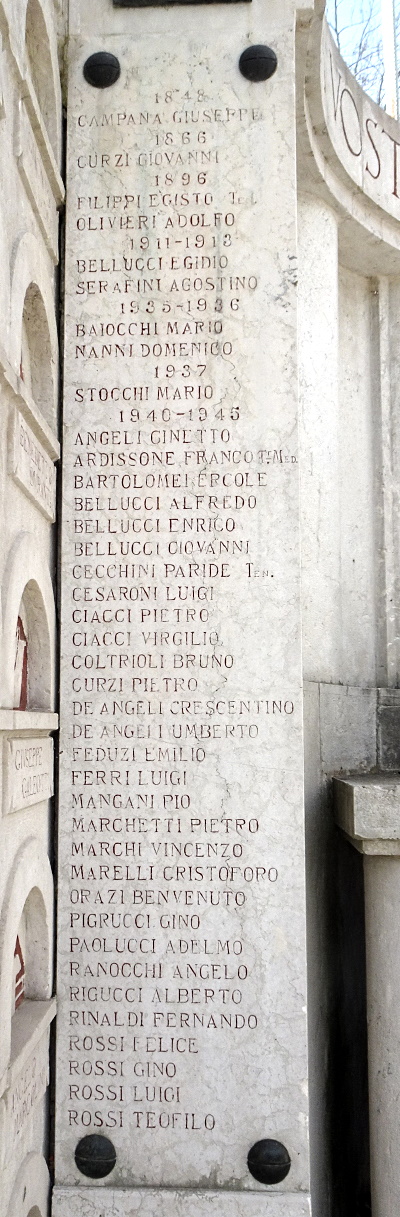 1848
CAMPANA GIUSEPPE
1866
CURZI GIOVANNI
1896
FILIPPI EGISTO
OLIVIERI ADOLFO
1911-1913
BELLUCCI EGIDIO
SERAFINI AGOSTINO
1935-1936
BAIOCCHI MARIO
NANNI DOMENICO
1937
STOCCHI MARIO
1940-1945
ANGELI GINETTO
ARDISSONE FRANCO T. MED.
BARTOLOMEI ERCOLE
BELLUCCI ALFREDO
BELLUCCI ENRICO
BELLUCCI GIOVANNI
CECCHINI PARIDE TEN.
CESARONI LUIGI
CIACCI PIETRO
CIACCI VIRGILIO
COLTRIOLI BRUNO
CURZI PIETRO
DE ANGELI CRESCENTINO
DE ANGELI UMBERTO
FEDUZI EMILIO
FERRI LUIGI
MANGANI PIO
MARCHETTI PIETRO
MARCHI VINCENZO
MARELLI CRISTOFORO
ORAZI BENVENUTO
PIGRUCCI GINO
PAOLUCCI ADELMO
RANOCCHI ANGELO
RIGUCCI ALBERTO
RINALDI FERNANDO
ROSSI FELICE
ROSSI GINO
ROSSI LUIGI
ROSSI TEOFILO
NOST
GIUSEPPE